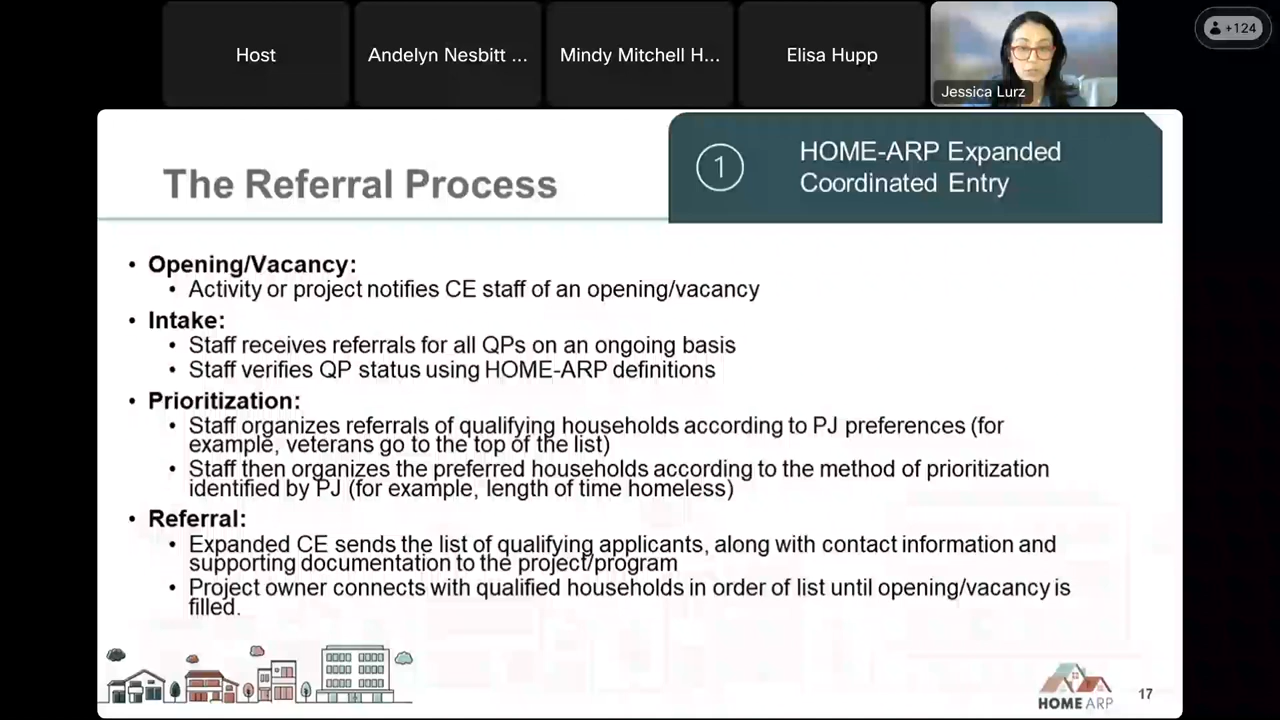 Host
Andelyn Nesbitt ...
Mindy Mitchell H...
Elisa Hupp
Jessica Lurz
+124
The Referral Process
1
HOME-ARP Expanded
Coordinated Entry
• Opening/Vacancy:
• Activity or project notifies CE staff of an opening/vacancy
• Intake:
• Staff receives referrals for all QPs on an ongoing basis
• Staff verifies QP status using HOME-ARP definitions
• Prioritization:
• Staff organizes referrals of qualifying households according to PJ preferences (for
example, veterans go to the top of the list)
• Staff then organizes the preferred households according to the method of prioritization
identified by PJ (for example, length of time homeless)
• Referral:
• Expanded CE sends the list of qualifying applicants, along with contact information and
supporting documentation to the project/program
• Project owner connects with qualified households in order of list until opening/vacancy is
filled.
HOME ARP
17